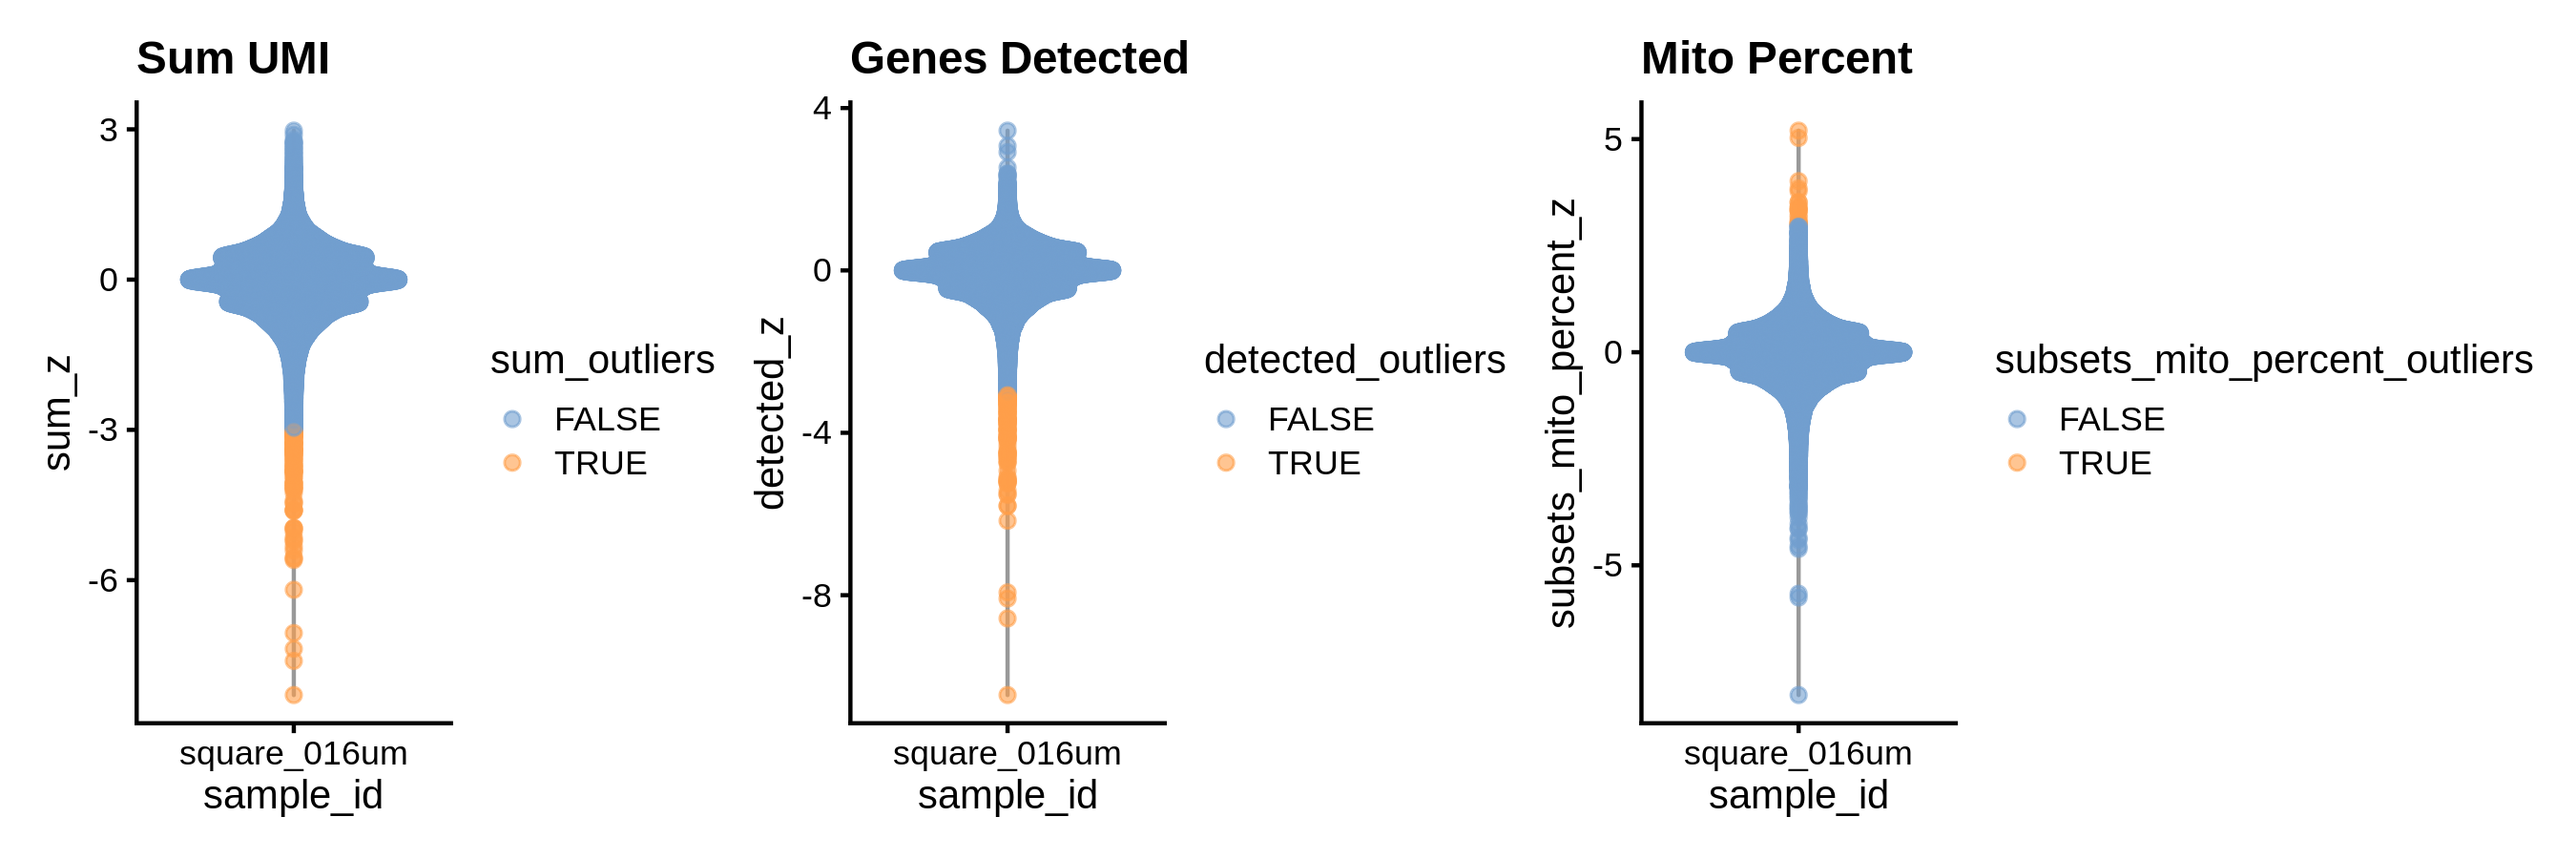 Sum UMI
sum_z
3
0
-3
-6
square_016um
sample_id
sum_outliers
FALSE
TRUE
Genes Detected
detected_z
4
0
-4
-8
square_016um
sample_id
detected_outliers
FALSE
TRUE
Mito Percent
subsets_mito_percent_z
5
0
-5
square_016um
sample_id
subsets_mito_percent_outliers
FALSE
TRUE